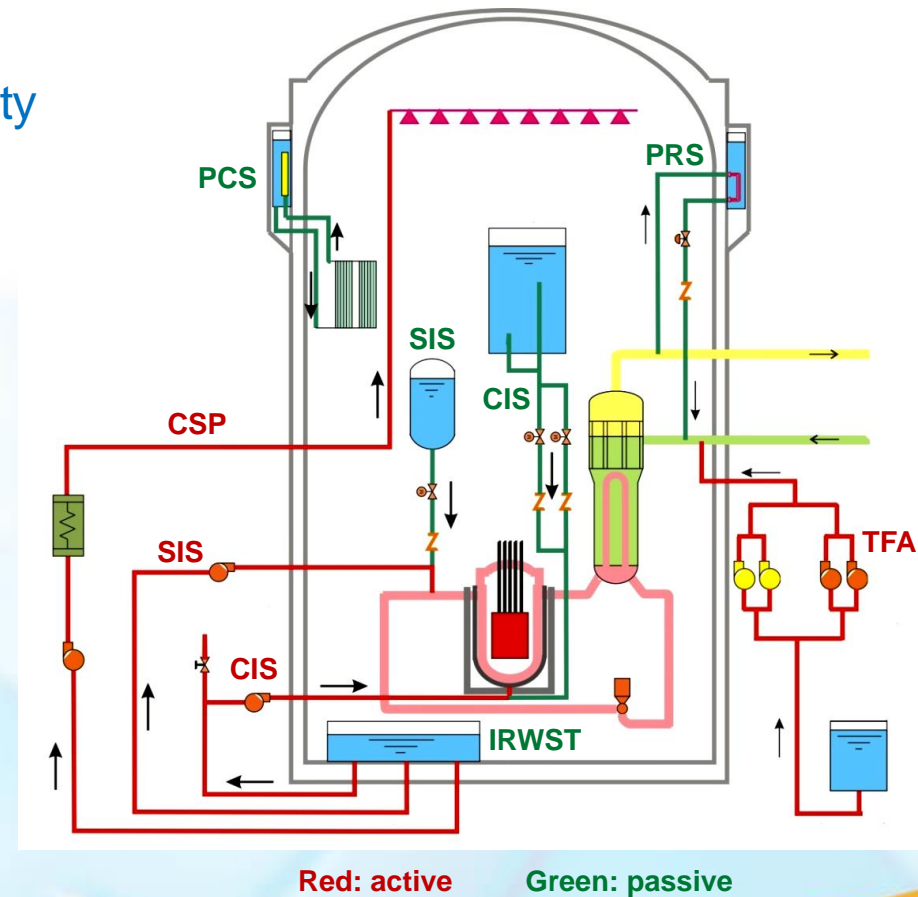 ty
PCS
PRS
SIS
CIS
CSP
SIS
TFA
CIS
IRWST
Red: active Green: passive